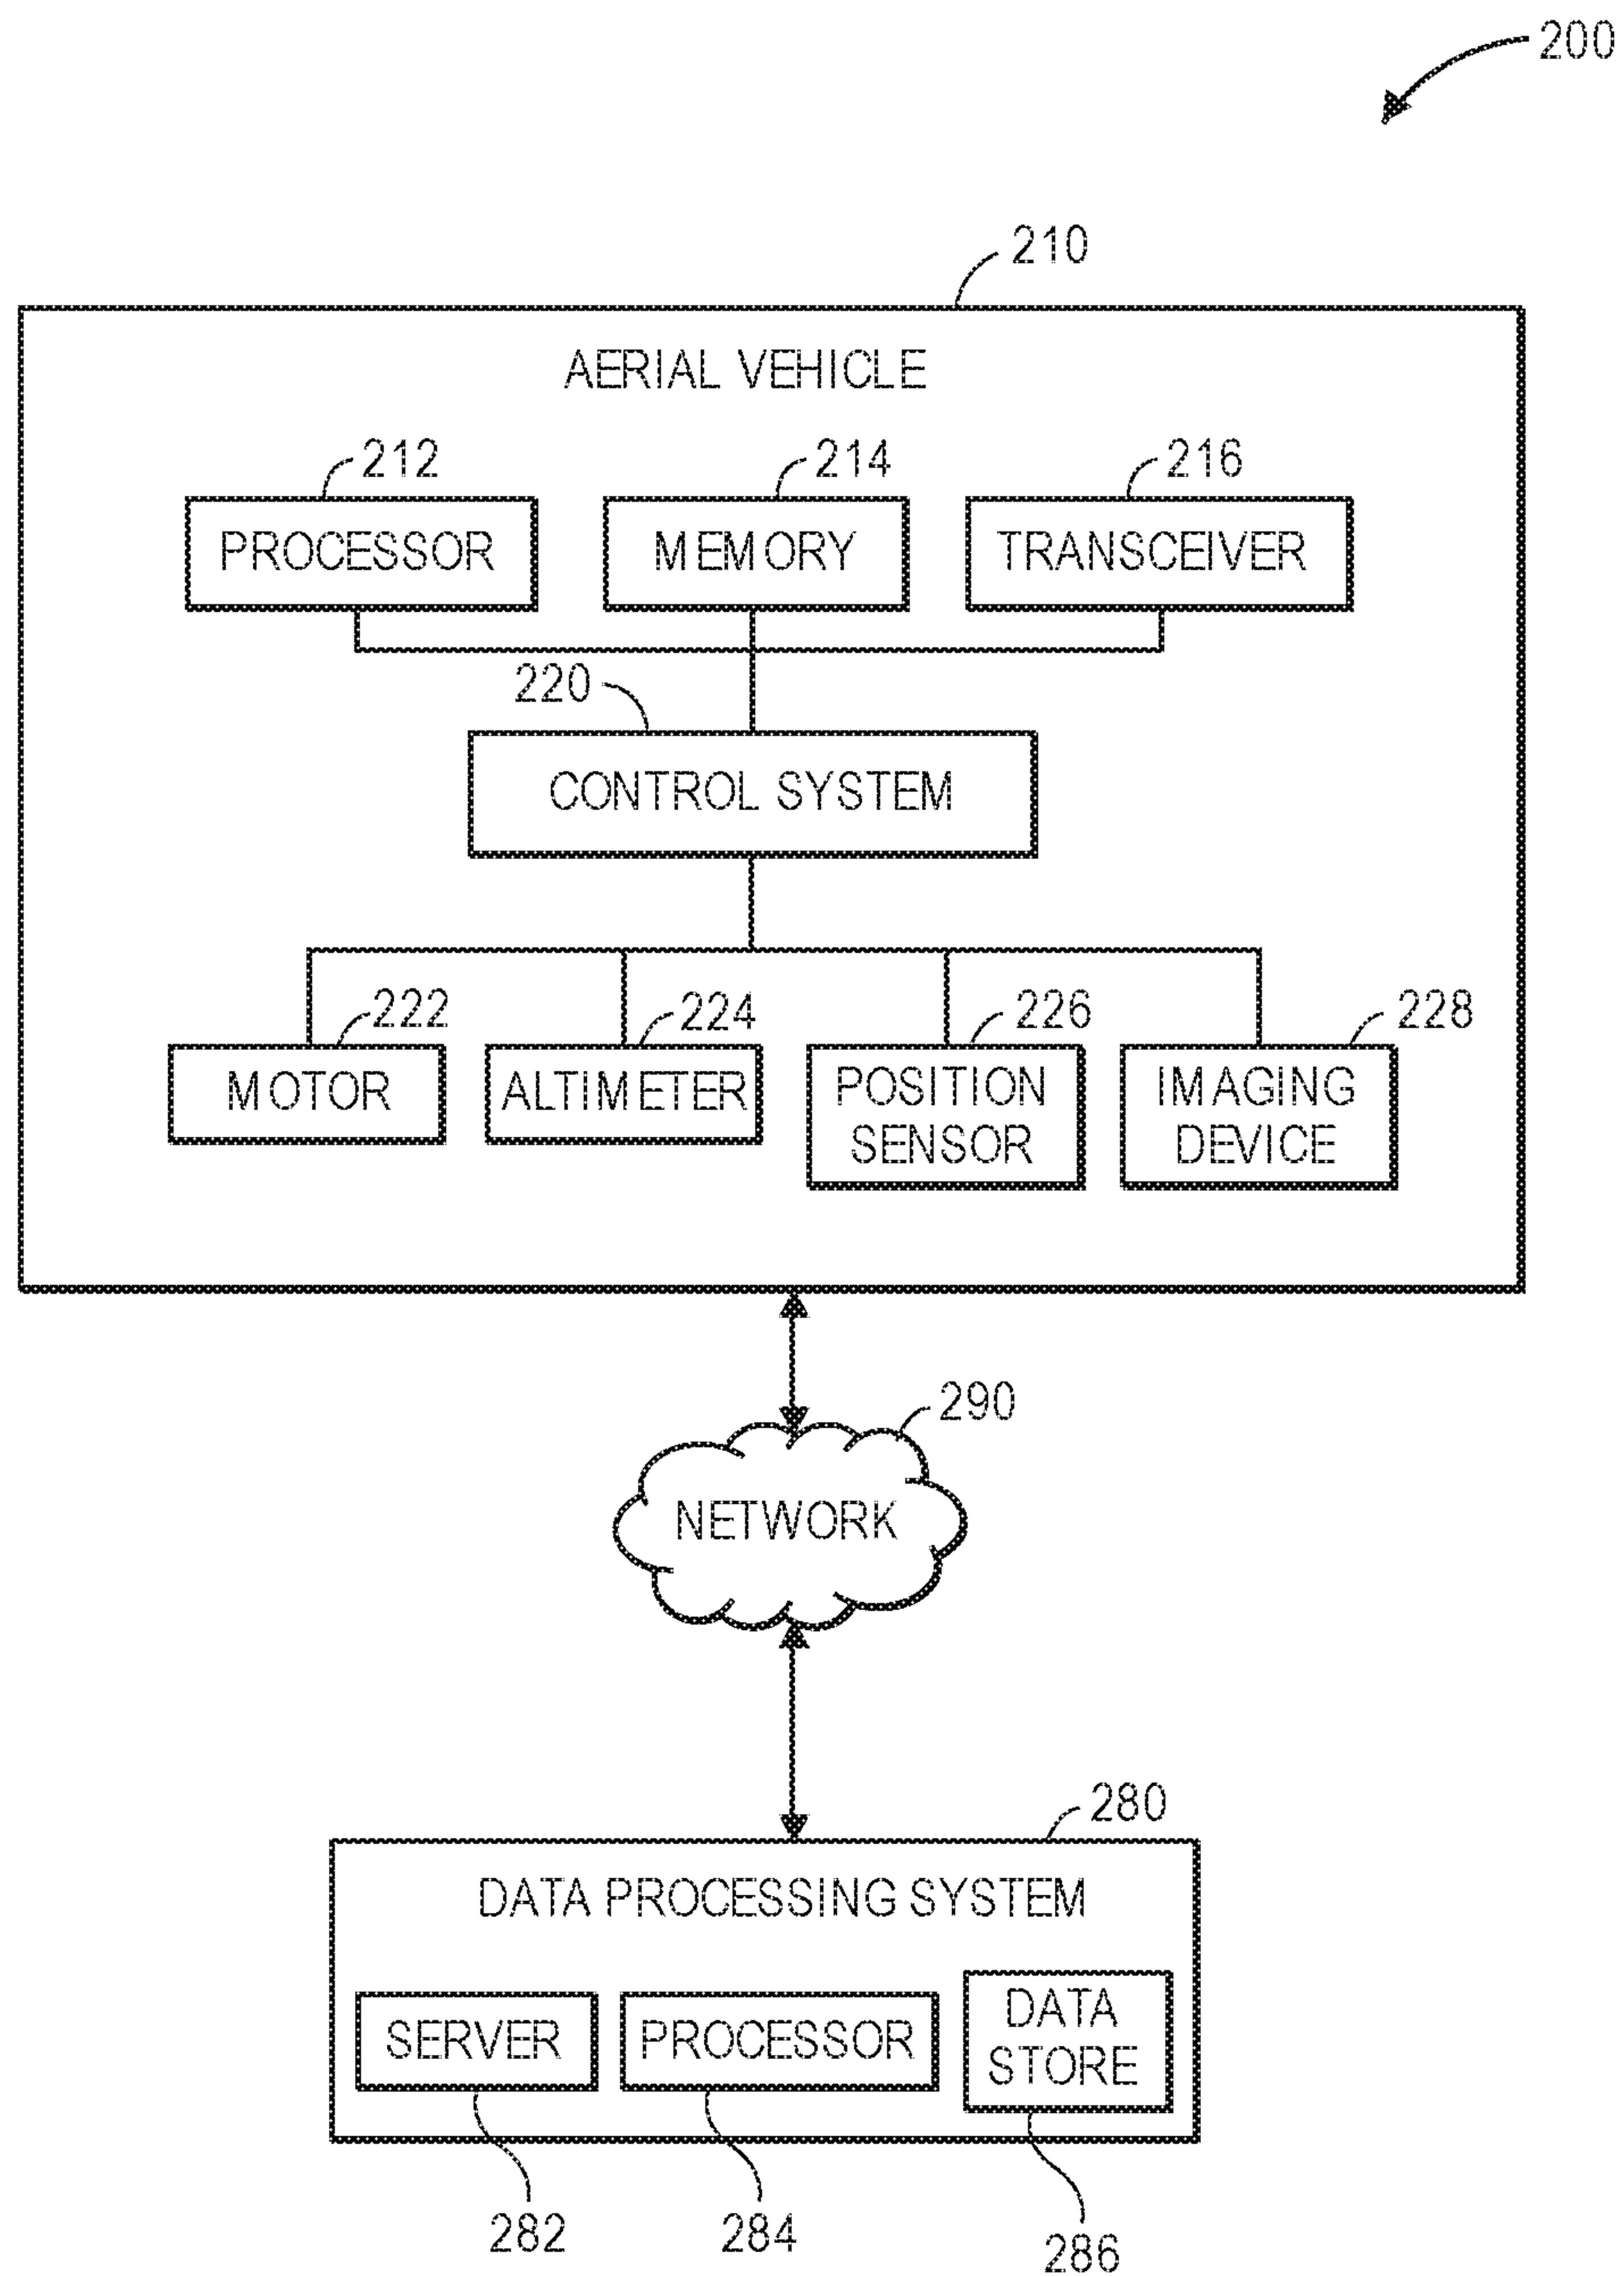 200
210
AERIAL VEHICLE
212
214
216
PROCESSOR
MEMORY
TRANSCEIVER
220
CONTROL SYSTEM
222
224
226
228
MOTOR
ALTIMETER
POSITION
SENSOR
IMAGING
DEVICE
290
NETWORK
280
DATA PROCESSING SYSTEM
SERVER
PROCESSOR
DATA
STORE
282
284
286